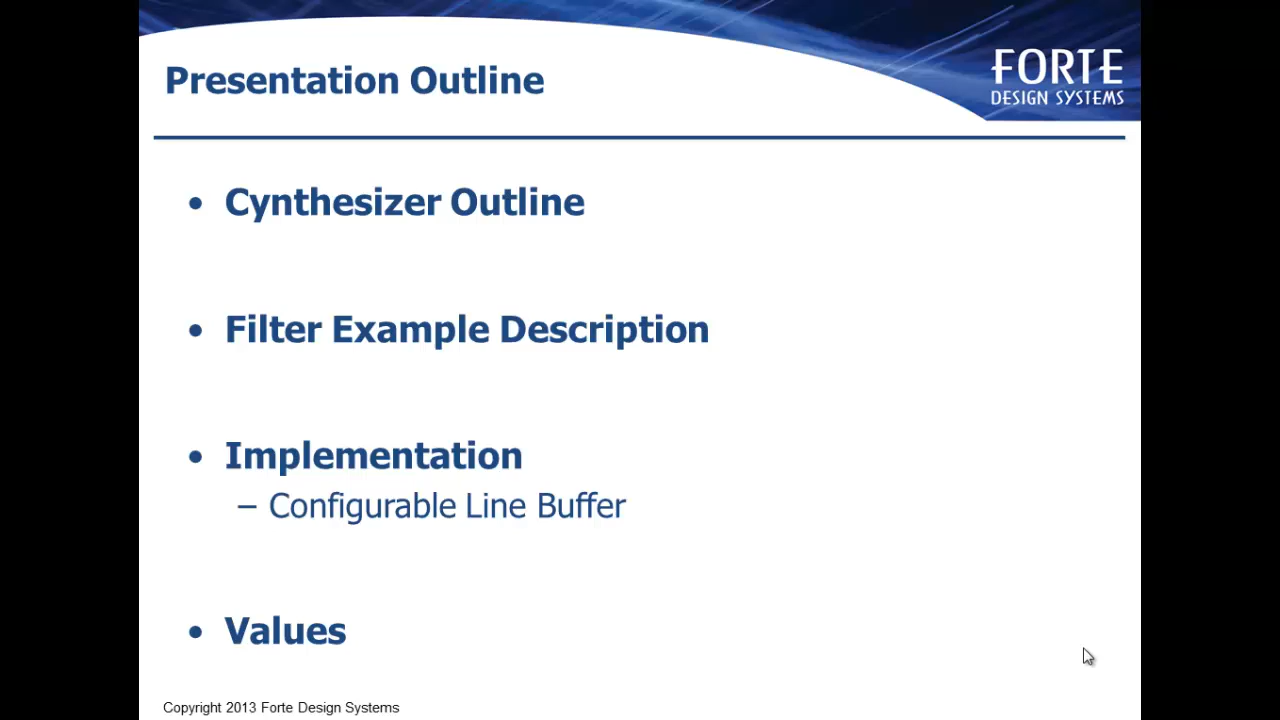 Presentation Outline
FORTE
DESIGN SYSTEMS
• Cynthesizer Outline
• Filter Example Description
• Implementation
– Configurable Line Buffer
• Values
Copyright 2013 Forte Design Systems